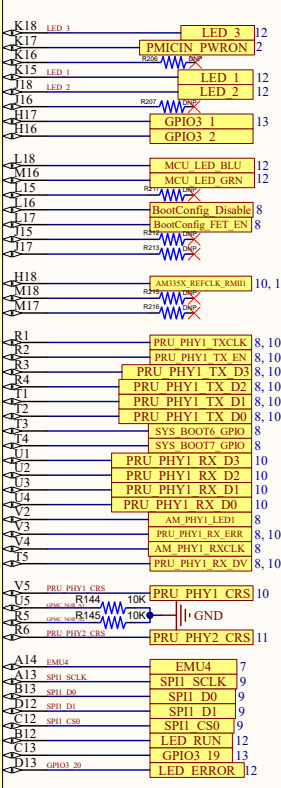 K18 LED_3 LED_3 12
K17 PMICIN_PWRON 2
K16 R206 DNP
K15 LED_1 LED_1 12
J18 LED_2 LED_2 12
J16 R207 DNP
H17 GPIO3_1 13
H16 GPIO3_2
L18 MCU_LED_BLU 12
M16 MCU_LED_GRN 12
L15 R211 DNP
L16 BootConfig_Disable 8
L17 BootConfig_FET_EN 8
J15 R212 DNP
J17 R213 DNP
H18 AM335X_REFCLK_RMII1 10, 1
M18 R215 DNP
M17 R216 DNP
R1 PRU_PHY1_TXCLK 8, 10
R2 PRU_PHY1_TX_EN 8, 10
R3 PRU_PHY1_TX_D3 8, 10
R4 PRU_PHY1_TX_D2 8, 10
T1 PRU_PHY1_TX_D1 8, 10
T2 PRU_PHY1_TX_D0 8, 10
T3 SYS_BOOT6_GPIO 8
T4 SYS_BOOT7_GPIO 8
U1 PRU_PHY1_RX_D3 10
U2 PRU_PHY1_RX_D2 10
U3 PRU_PHY1_RX_D1 10
U4 PRU_PHY1_RX_D0 10
V2 AM_PHY1_LED1 8
V3 PRU_PHY1_RX_ERR 8, 10
V4 AM_PHY1_RXCLK 8
T5 PRU_PHY1_RX_DV 8, 10
V5 PRU_PHY1_CRS PRU_PHY1_CRS 10
U5 R144 10K
R5 R145 10K GND
R6 PRU_PHY2_CRS PRU_PHY2_CRS 11
A14 EMU4 EMU4 7
A13 SPI1_SCLK SPI1_SCLK 9
B13 SPI1_D0 SPI1_D0 9
D12 SPI1_D1 SPI1_D1 9
C12 SPI1_CS0 SPI1_CS0 9
B12 LED_RUN 12
C13 GPIO3_19 13
D13 GPIO3_20 LED_ERROR 12